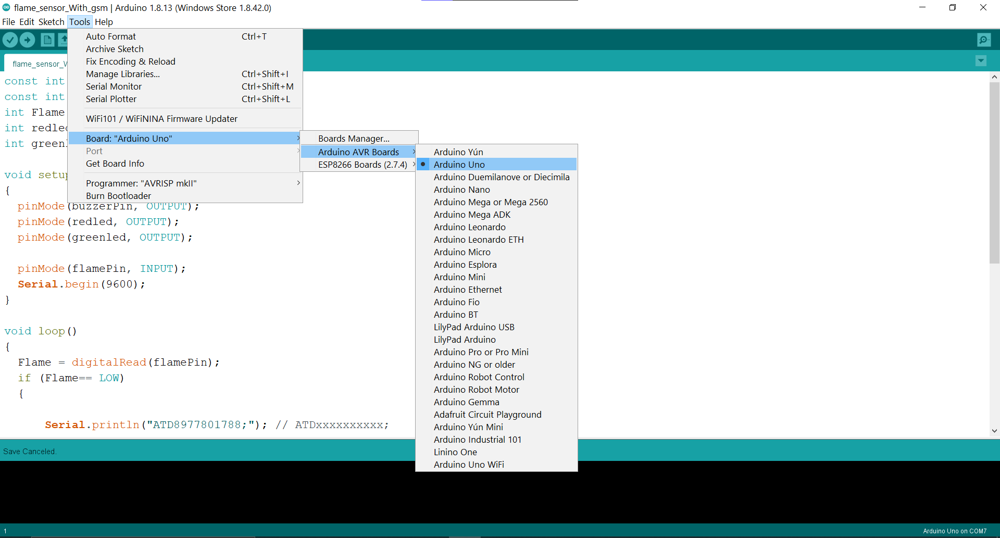 flame_sensor_With_gsm | Arduino 1.8.13 (Windows Store 1.8.42.0)
File Edit Sketch Tools Help
Auto Format Ctrl+T
Archive Sketch
Fix Encoding & Reload
Manage Libraries... Ctrl+Shift+I
Serial Monitor Ctrl+Shift+M
Serial Plotter Ctrl+Shift+L
WiFi101 / WiFiNINA Firmware Updater
Board: "Arduino Uno"
Port
Get Board Info
Programmer: "AVRISP mkII"
Burn Bootloader
Boards Manager...
Arduino AVR Boards
ESP8266 Boards (2.7.4)
Arduino Yún
Arduino Uno
Arduino Duemilanove or Diecimila
Arduino Nano
Arduino Mega or Mega 2560
Arduino Mega ADK
Arduino Leonardo
Arduino Leonardo ETH
Arduino Micro
Arduino Esplora
Arduino Mini
Arduino Ethernet
Arduino Fio
Arduino BT
LilyPad Arduino USB
LilyPad Arduino
Arduino Pro or Pro Mini
Arduino NG or older
Arduino Robot Control
Arduino Robot Motor
Arduino Gemma
Adafruit Circuit Playground
Arduino Yún Mini
Arduino Industrial 101
Linino One
Arduino Uno WiFi
flame_sensor_W
const int
const int
int Flame
int redled
int greenl
void setup
{
pinMode(buzzerPin, OUTPUT);
pinMode(redled, OUTPUT);
pinMode(greenled, OUTPUT);
pinMode(flamePin, INPUT);
Serial.begin(9600);
}
void loop()
{
Flame = digitalRead(flamePin);
if (Flame== LOW)
{
Serial.println("ATD8977801788;"); // ATDxxxxxxxxxx;
Save Canceled.
1
Arduino Uno on COM7